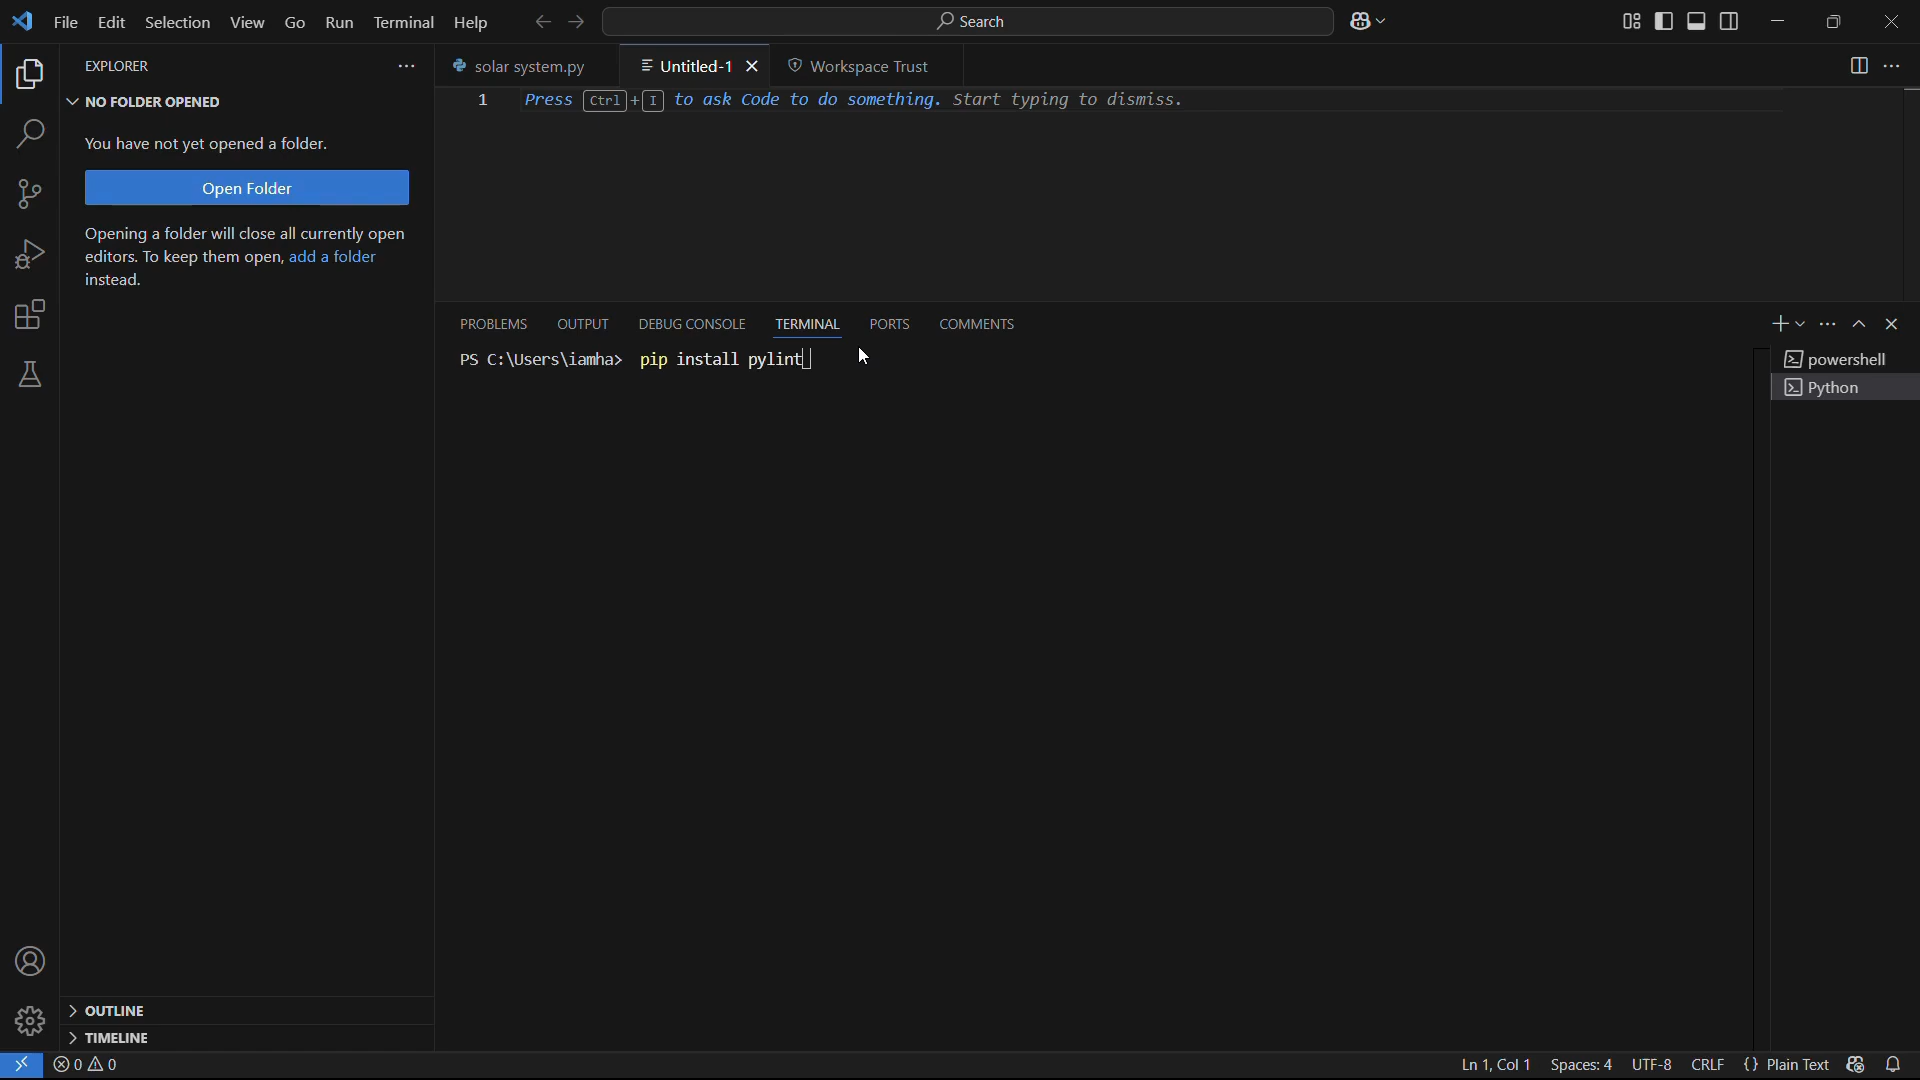 File Edit Selection View Go Run Terminal Help Search
EXPLORER
solar system.py Untitled-1 Workspace Trust
NO FOLDER OPENED
1 Press Ctrl + I to ask Code to do something. Start typing to dismiss.
You have not yet opened a folder.
Open Folder
Opening a folder will close all currently open
editors. To keep them open, add a folder
instead.
PROBLEMS OUTPUT DEBUG CONSOLE TERMINAL PORTS COMMENTS
PS C:\Users\iamha> pip install pylint
powershell
Python
OUTLINE
TIMELINE
0 0 Ln 1, Col 1 Spaces: 4 UTF-8 CRLF {} Plain Text